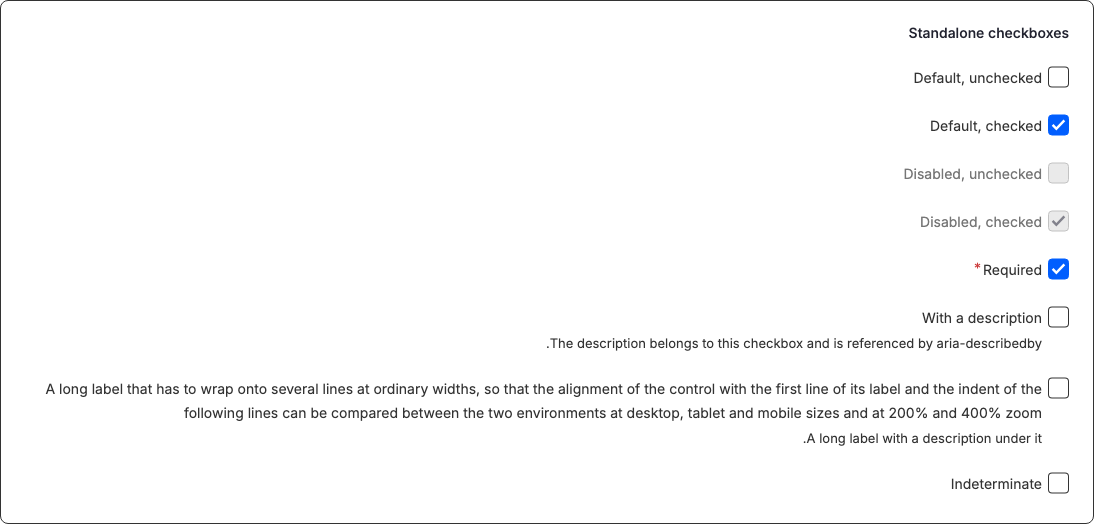 Standalone checkboxes
Default, unchecked
Default, checked
Disabled, unchecked
Disabled, checked
*Required
With a description
.The description belongs to this checkbox and is referenced by aria-describedby
A long label that has to wrap onto several lines at ordinary widths, so that the alignment of the control with the first line of its label and the indent of the
following lines can be compared between the two environments at desktop, tablet and mobile sizes and at 200% and 400% zoom
.A long label with a description under it
Indeterminate